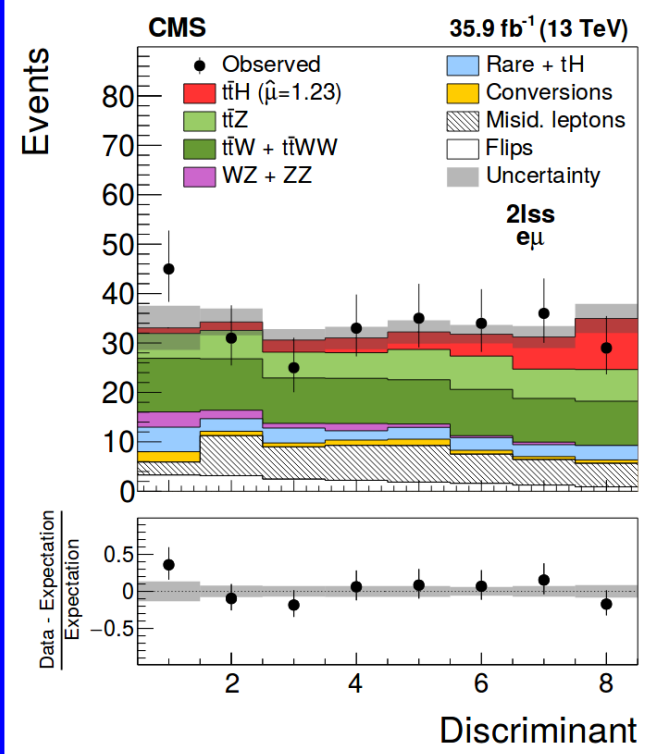 CMS 35.9 fb⁻¹ (13 TeV)
Events
Observed
tt̄H (μ̂=1.23)
tt̄Z
tt̄W + tt̄WW
WZ + ZZ
Rare + tH
Conversions
Misid. leptons
Flips
Uncertainty
2lss
eμ
80
70
60
50
40
30
20
10
0
Data - Expectation
Expectation
0.5
0
−0.5
2 4 6 8
Discriminant